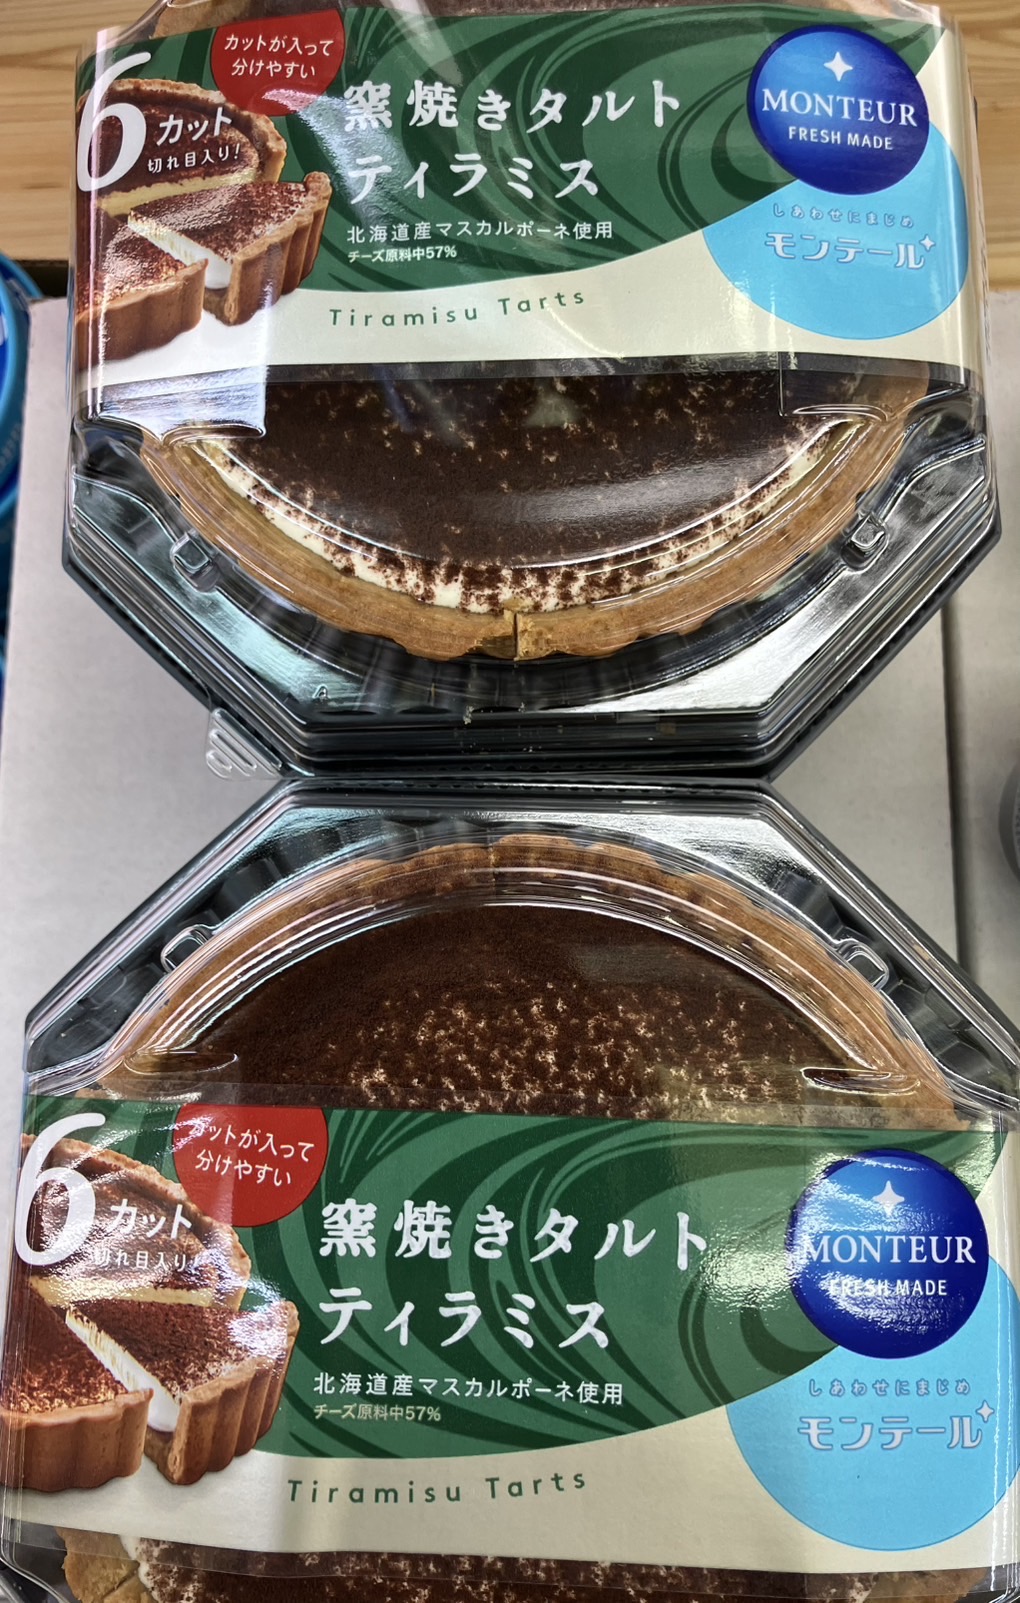 カットが入って
分けやすい
6カット
切れ目入り!
窯焼きタルト
ティラミス
北海道産マスカルポーネ使用
チーズ原料中57%
Tiramisu Tarts
MONTEUR
FRESH MADE
しあわせにまじめ
モンテール
カットが入って
分けやすい
6カット
切れ目入り!
窯焼きタルト
ティラミス
北海道産マスカルポーネ使用
チーズ原料中57%
Tiramisu Tarts
MONTEUR
FRESH MADE
しあわせにまじめ
モンテール